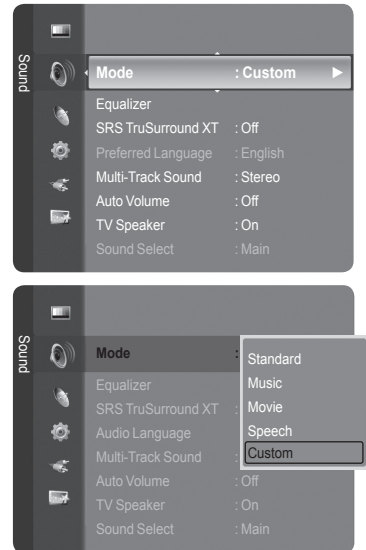 Sound
Mode : Custom ►
Equalizer
SRS TruSurround XT : Off
Preferred Language : English
Multi-Track Sound : Stereo
Auto Volume : Off
TV Speaker : On
Sound Select : Main
Sound
Mode :
Standard
Music
Movie
Speech
Custom
Equalizer
SRS TruSurround XT :
Audio Language
Multi-Track Sound :
Auto Volume : Off
TV Speaker : On
Sound Select : Main